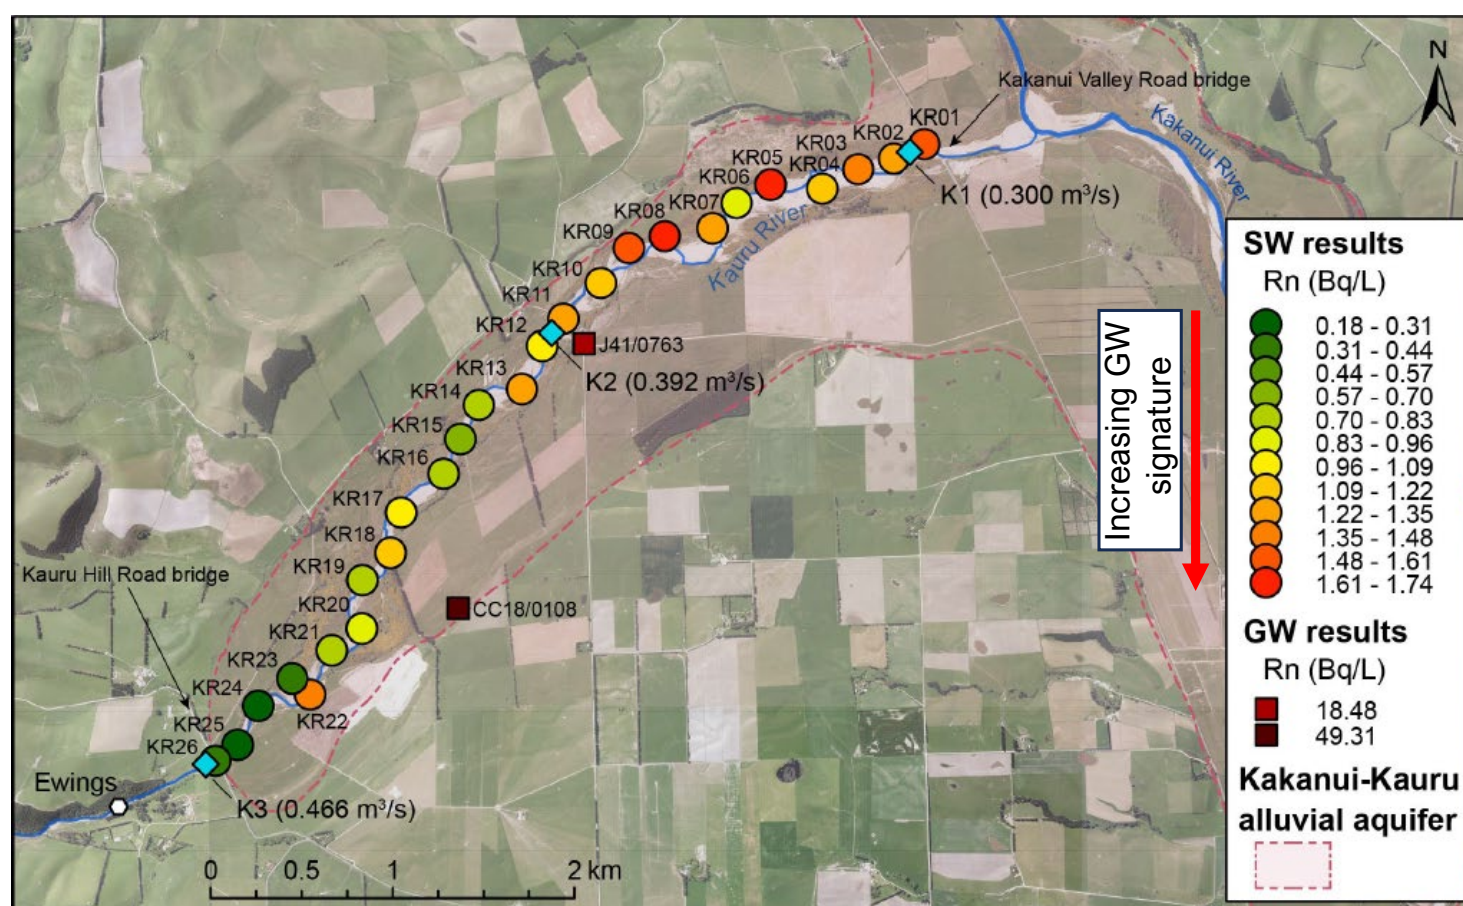 N
Kakanui Valley Road bridge
KR01
KR02
KR03
KR04
KR05
KR06
KR07
KR08
KR09
KR10
KR11
KR12
KR13
KR14
KR15
KR16
KR17
KR18
KR19
KR20
KR21
KR22
KR23
KR24
KR25
KR26
Kakanui River
Kauru River
K1 (0.300 m³/s)
J41/0763
K2 (0.392 m³/s)
CC18/0108
Kauru Hill Road bridge
Ewings
K3 (0.466 m³/s)
0 0.5 1 2 km
Increasing GW
signature
SW results
Rn (Bq/L)
0.18 - 0.31
0.31 - 0.44
0.44 - 0.57
0.57 - 0.70
0.70 - 0.83
0.83 - 0.96
0.96 - 1.09
1.09 - 1.22
1.22 - 1.35
1.35 - 1.48
1.48 - 1.61
1.61 - 1.74
GW results
Rn (Bq/L)
18.48
49.31
Kakanui-Kauru
alluvial aquifer